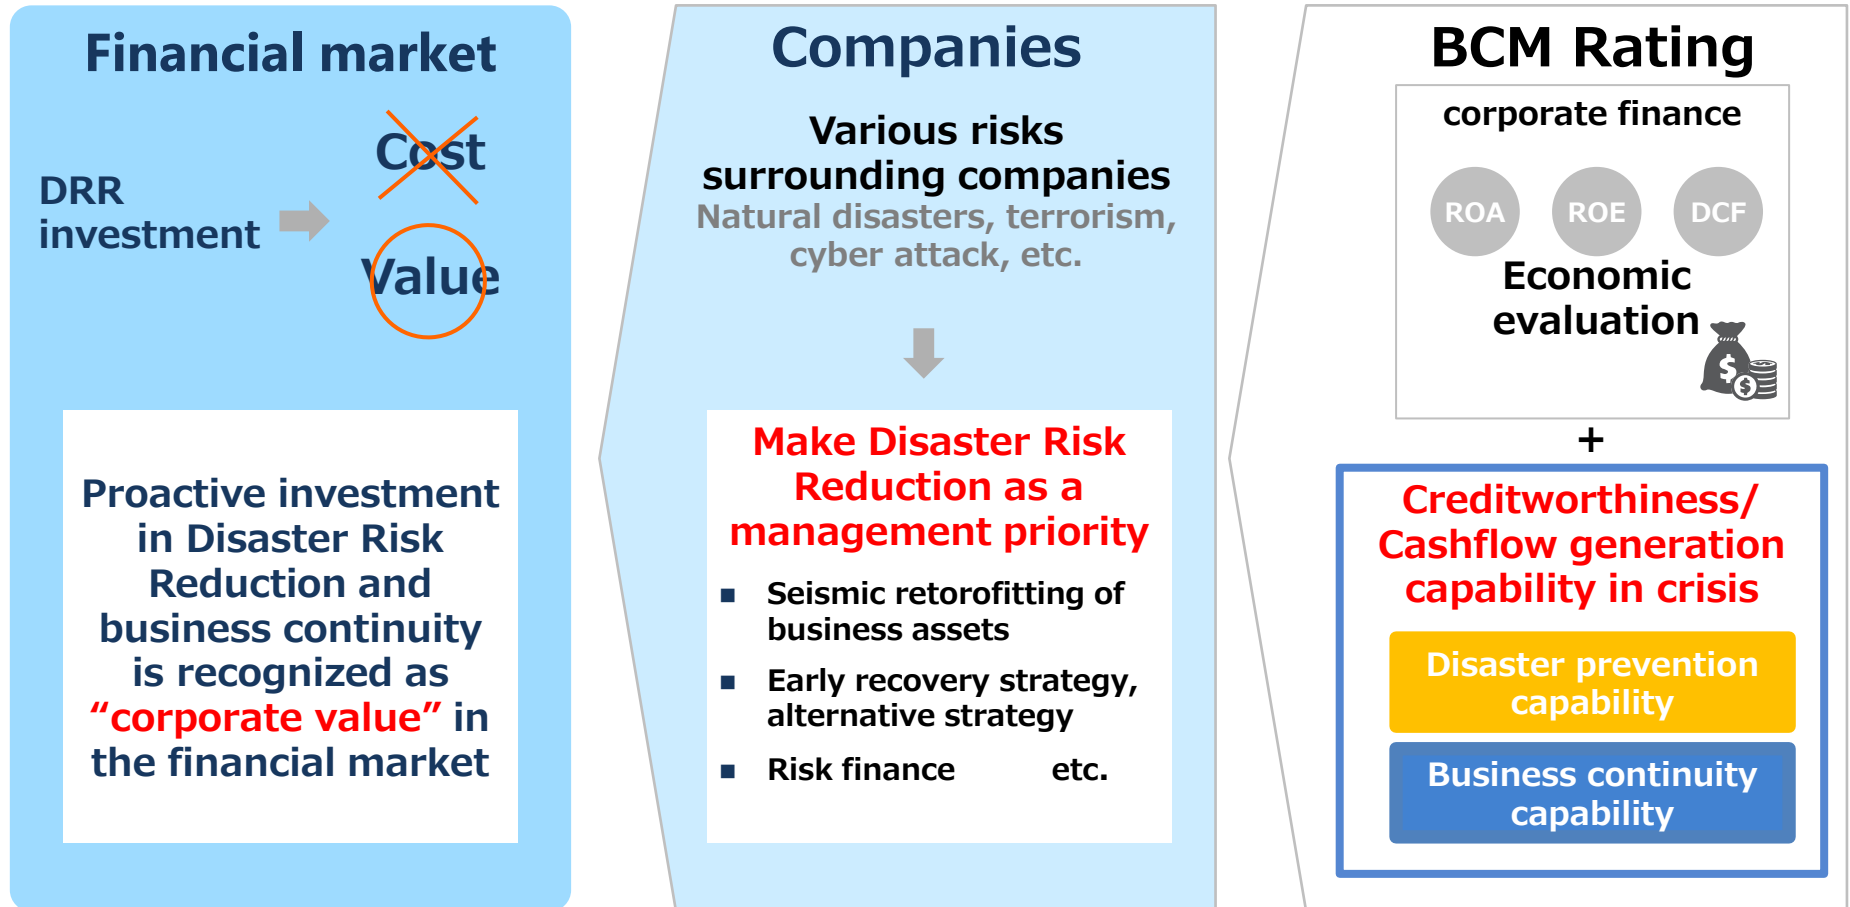 Financial market
DRR
investment
Cost
Value
Proactive investment
in Disaster Risk
Reduction and
business continuity
is recognized as
“corporate value” in
the financial market
Companies
Various risks
surrounding companies
Natural disasters, terrorism,
cyber attack, etc.
Make Disaster Risk
Reduction as a
management priority
■ Seismic retorofitting of
business assets
■ Early recovery strategy,
alternative strategy
■ Risk finance etc.
BCM Rating
corporate finance
ROA ROE DCF
Economic
evaluation
$
$
+
Creditworthiness/
Cashflow generation
capability in crisis
Disaster prevention
capability
Business continuity
capability